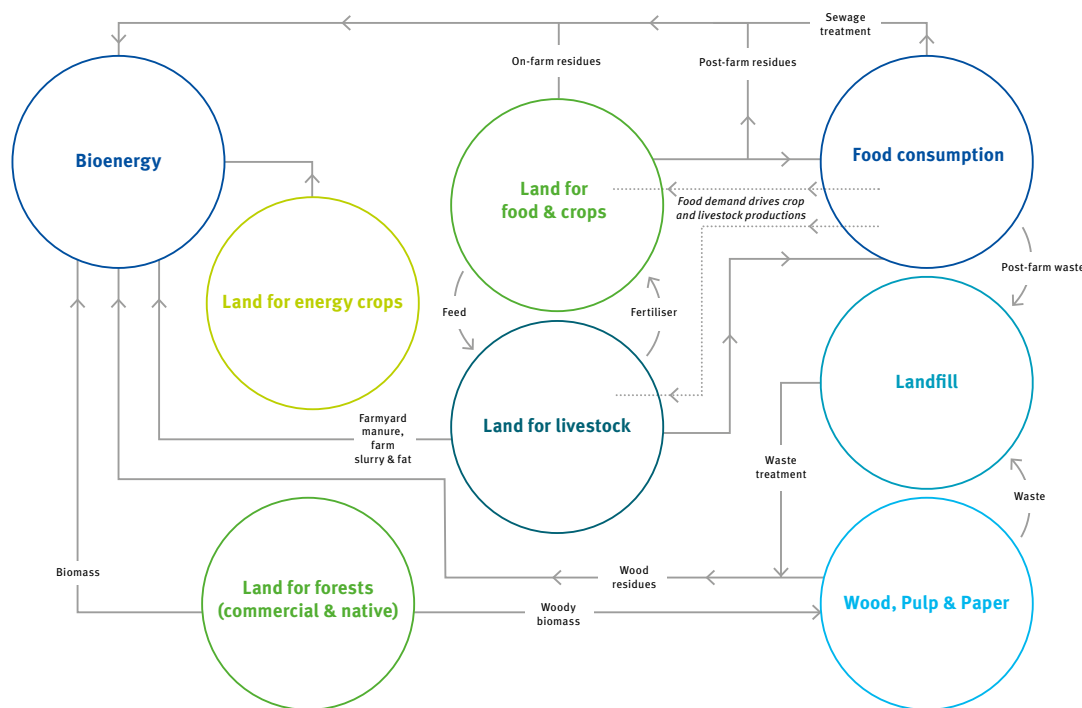 Sewage
treatment
On-farm residues
Post-farm residues
Bioenergy
Food consumption
Land for
food & crops
Food demand drives crop
and livestock productions
Post-farm waste
Land for energy crops
Feed
Fertiliser
Landfill
Land for livestock
Farmyard
manure,
farm
slurry & fat
Waste
treatment
Waste
Biomass
Wood
residues
Land for forests
(commercial & native)
Woody
biomass
Wood, Pulp & Paper